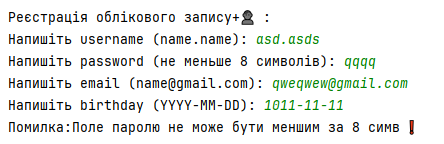 Реєстрація облікового запису+🕵️ :
Напишіть username (name.name): asd.asds
Напишіть password (не меньше 8 символів): qqqq
Напишіть email (name@gmail.com): qweqwew@gmail.com
Напишіть birthday (YYYY-MM-DD): 1011-11-11
Помилка:Поле паролю не може бути меншим за 8 симв❗